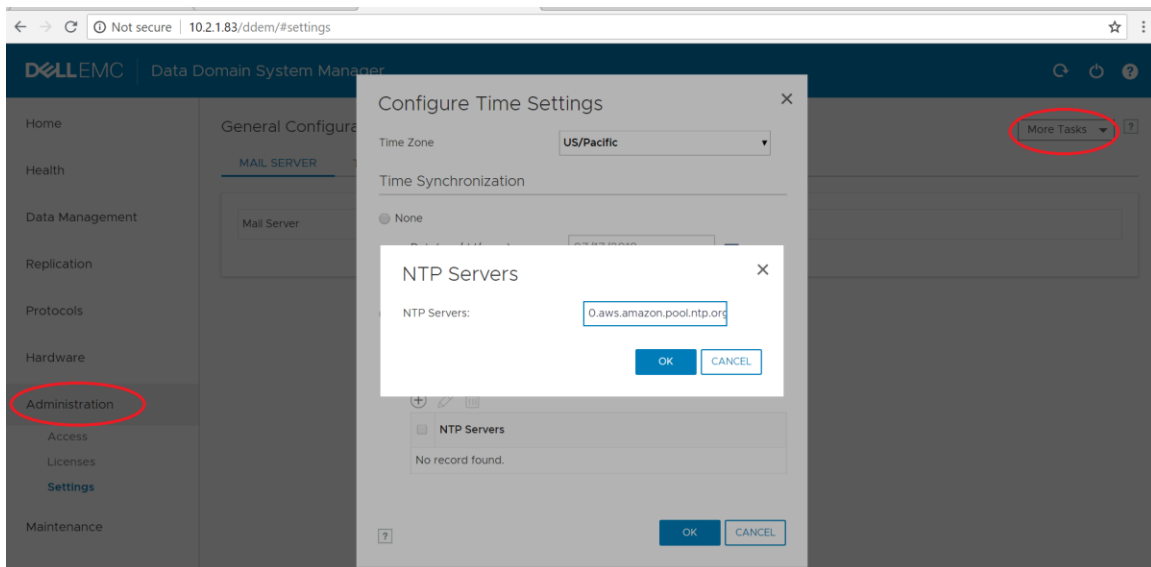 Not secure | 10.2.1.83/ddem/#settings
DELLEMC Data Domain System Manager
Configure Time Settings
Home
General Configura
More Tasks
?
Time Zone
US/Pacific
MAIL SERVER
Health
Time Synchronization
Data Management
Mail Server
None
NTP Servers
Replication
Protocols
NTP Servers:
0.aws.amazon.pool.ntp.org
Hardware
OK
CANCEL
Administration
Access
NTP Servers
Licenses
No record found.
Settings
Maintenance
?
OK
CANCEL